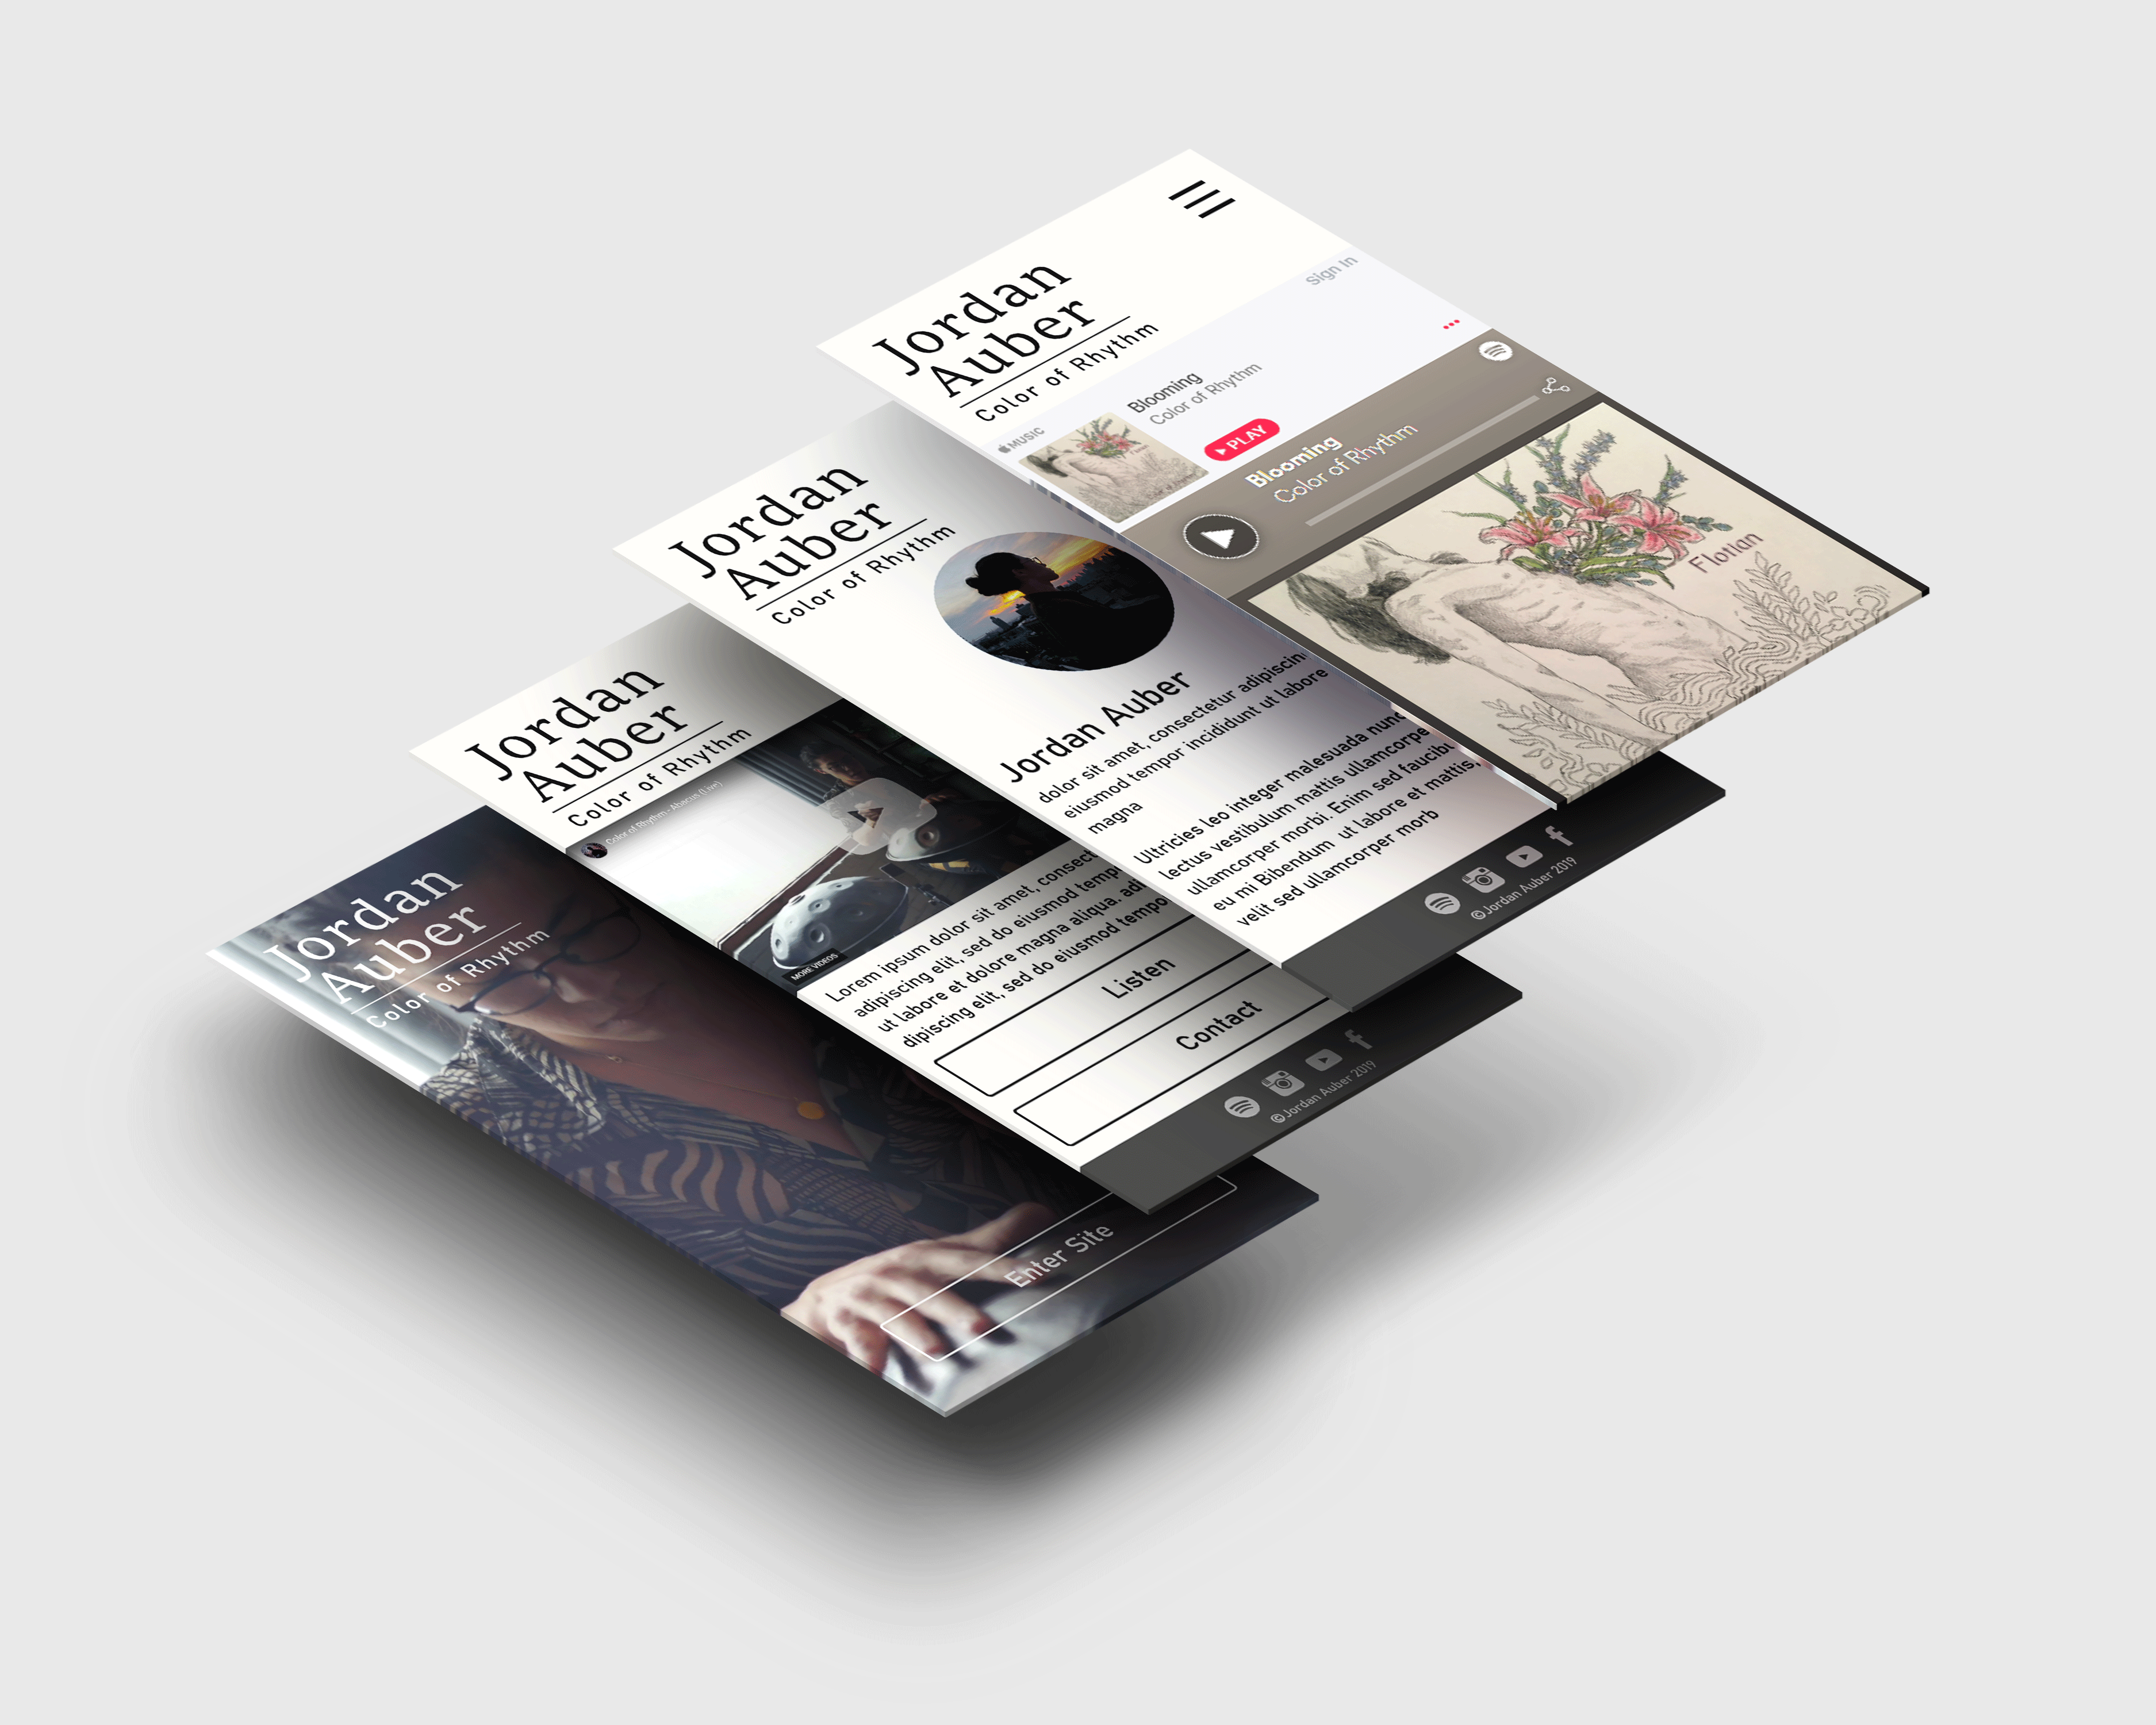 Jordan
Auber
Color of Rhythm
Sign In
MUSIC
Blooming
Color of Rhythm
PLAY
Blooming
Color of Rhythm
Florian
Jordan
Auber
Color of Rhythm
Jordan Auber
dolor sit amet, consectetur adipiscin
eiusmod tempor incididunt ut labore
magna
Ultricies leo integer malesuada nunc
lectus vestibulum mattis ullamcorpe
ullamcorper morbi. Enim sed faucibu
eu mi Bibendum ut labore et mattis,
velit sed ullamcorper morb
©Jordan Auber 2019
Jordan
Auber
Color of Rhythm
Color of Rhythm - Abacus (Live)
MORE VIDEOS
Lorem ipsum dolor sit amet, consect
adipiscing elit, sed do eiusmod temp
ut labore et dolore magna aliqua. adi
dipiscing elit, sed do eiusmod tempo
Listen
Contact
©Jordan Auber 2019
Jordan
Auber
Color of Rhythm
Enter Site